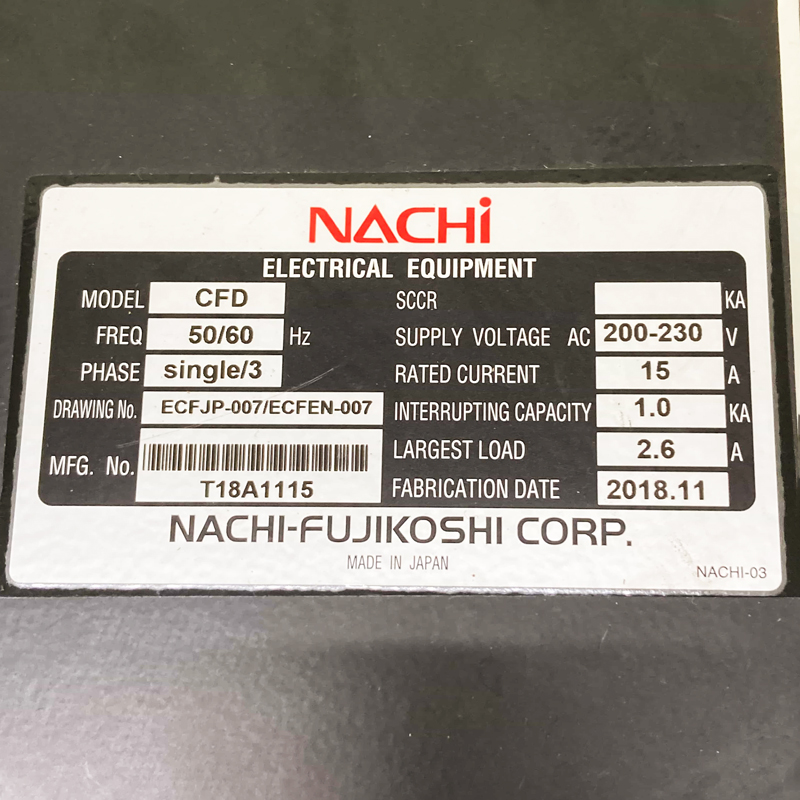 NACHi
ELECTRICAL EQUIPMENT
MODEL CFD
FREQ 50/60 Hz
PHASE single/3
DRAWING No. ECFJP-007/ECFEN-007
MFG. No.
T18A1115
SCCR KA
SUPPLY VOLTAGE AC 200-230 V
RATED CURRENT 15 A
INTERRUPTING CAPACITY 1.0 KA
LARGEST LOAD 2.6 A
FABRICATION DATE 2018.11
NACHI-FUJIKOSHI CORP.
MADE IN JAPAN
NACHI-03